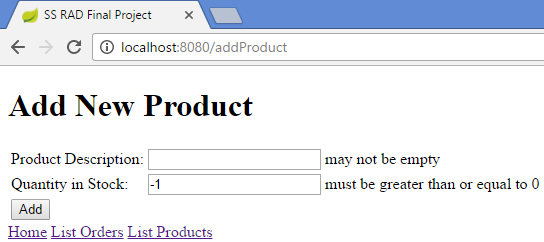 SS RAD Final Project
localhost:8080/addProduct
Add New Product
Product Description: may not be empty
Quantity in Stock: -1 must be greater than or equal to 0
Add
Home List Orders List Products